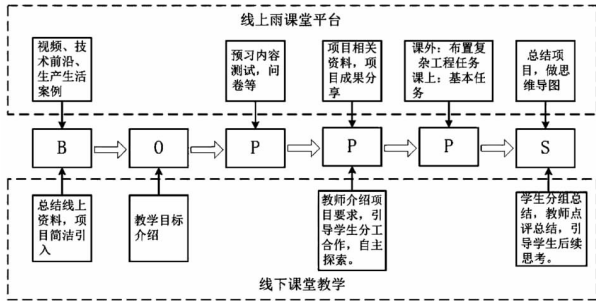 线上雨课堂平台
视频、技
术前沿、
生产生活
案例
预习内容
测试，问
卷等
项目相关
资料，项
目成果分
享
课外：布置复
杂工程任务
课上：基本任
务
总结项
目，做思
维导图
B
O
P
P
P
S
总结线上
资料，项
目简洁引
入
教学目标
介绍
教师介绍项
目要求，引
导学生分工
合作，自主
探索。
学生分组总
结，教师点
评总结，引
导学生后续
思考。
线下课堂教学